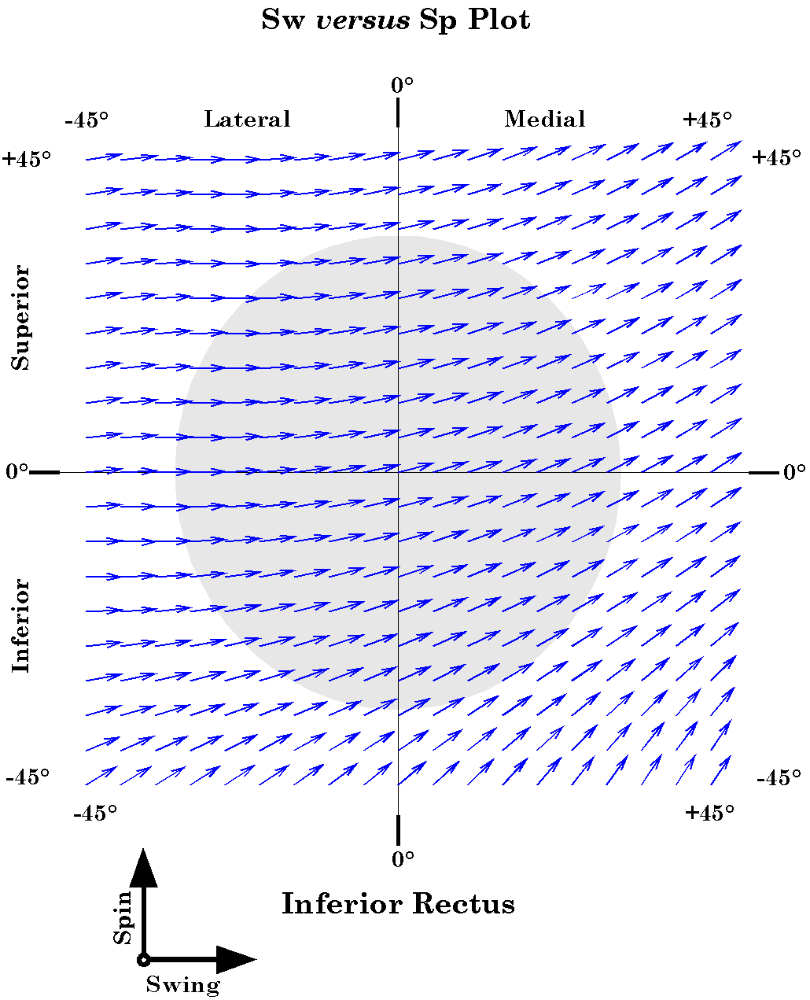 Sw versus Sp Plot
0°
-45° Lateral Medial +45°
+45° +45°
Superior
0° 0°
Inferior
-45° -45°
-45° +45°
0°
Inferior Rectus
Spin
Swing